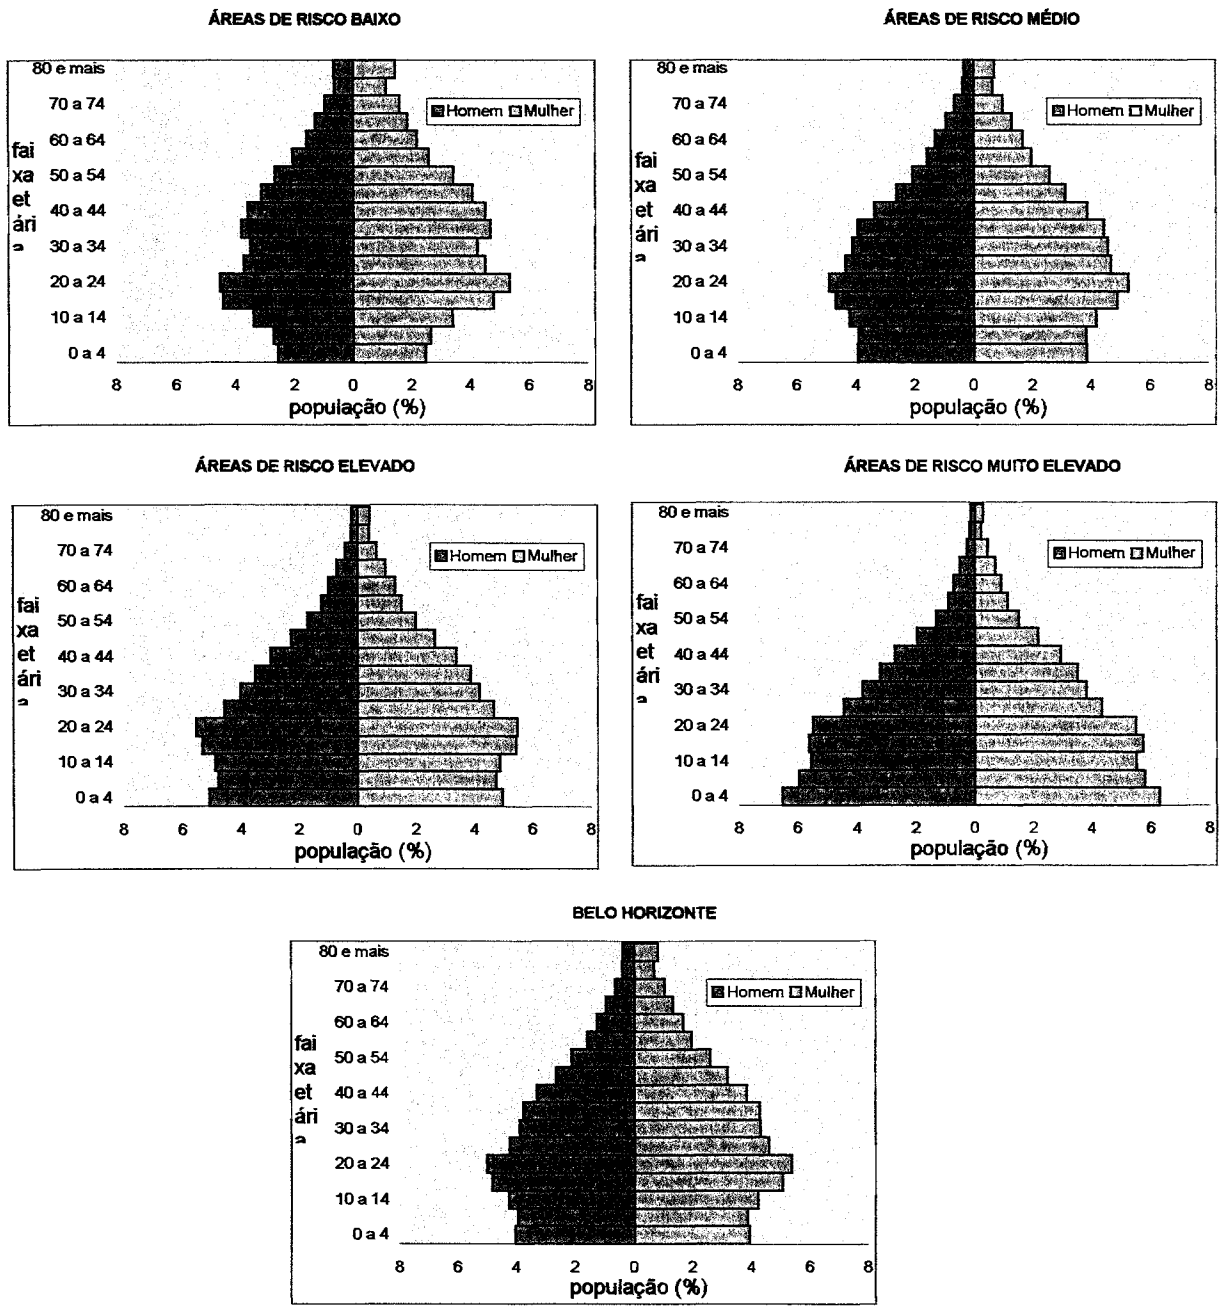 ÁREAS DE RISCO BAIXO
80 e mais
70 a 74
60 a 64
50 a 54
40 a 44
30 a 34
20 a 24
10 a 14
0 a 4
fai
xa
et
ári
a
Homem Mulher
8 6 4 2 0 2 4 6 8
população (%)
ÁREAS DE RISCO MÉDIO
80 e mais
70 a 74
60 a 64
50 a 54
40 a 44
30 a 34
20 a 24
10 a 14
0 a 4
fai
xa
et
ári
a
Homem Mulher
8 6 4 2 0 2 4 6 8
população (%)
ÁREAS DE RISCO ELEVADO
80 e mais
70 a 74
60 a 64
50 a 54
40 a 44
30 a 34
20 a 24
10 a 14
0 a 4
fai
xa
et
ári
a
Homem Mulher
8 6 4 2 0 2 4 6 8
população (%)
ÁREAS DE RISCO MUITO ELEVADO
80 e mais
70 a 74
60 a 64
50 a 54
40 a 44
30 a 34
20 a 24
10 a 14
0 a 4
fai
xa
et
ári
a
Homem Mulher
8 6 4 2 0 2 4 6 8
população (%)
BELO HORIZONTE
80 e mais
70 a 74
60 a 64
50 a 54
40 a 44
30 a 34
20 a 24
10 a 14
0 a 4
fai
xa
et
ári
a
Homem Mulher
8 6 4 2 0 2 4 6 8
população (%)